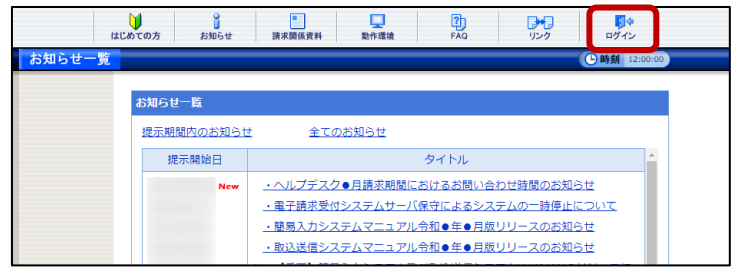 はじめての方 お知らせ 請求関係資料 動作環境 FAQ リンク ログイン
お知らせ一覧 時刻 12:00:00
お知らせ一覧
提示期間内のお知らせ 全てのお知らせ
提示開始日 タイトル
New ・ヘルプデスク●月請求期間におけるお問い合わせ時間のお知らせ
・電子請求受付システムサーバ保守によるシステムの一時停止について
・簡易入力システムマニュアル令和●年●月版リリースのお知らせ
・取込送信システムマニュアル令和●年●月版リリースのお知らせ